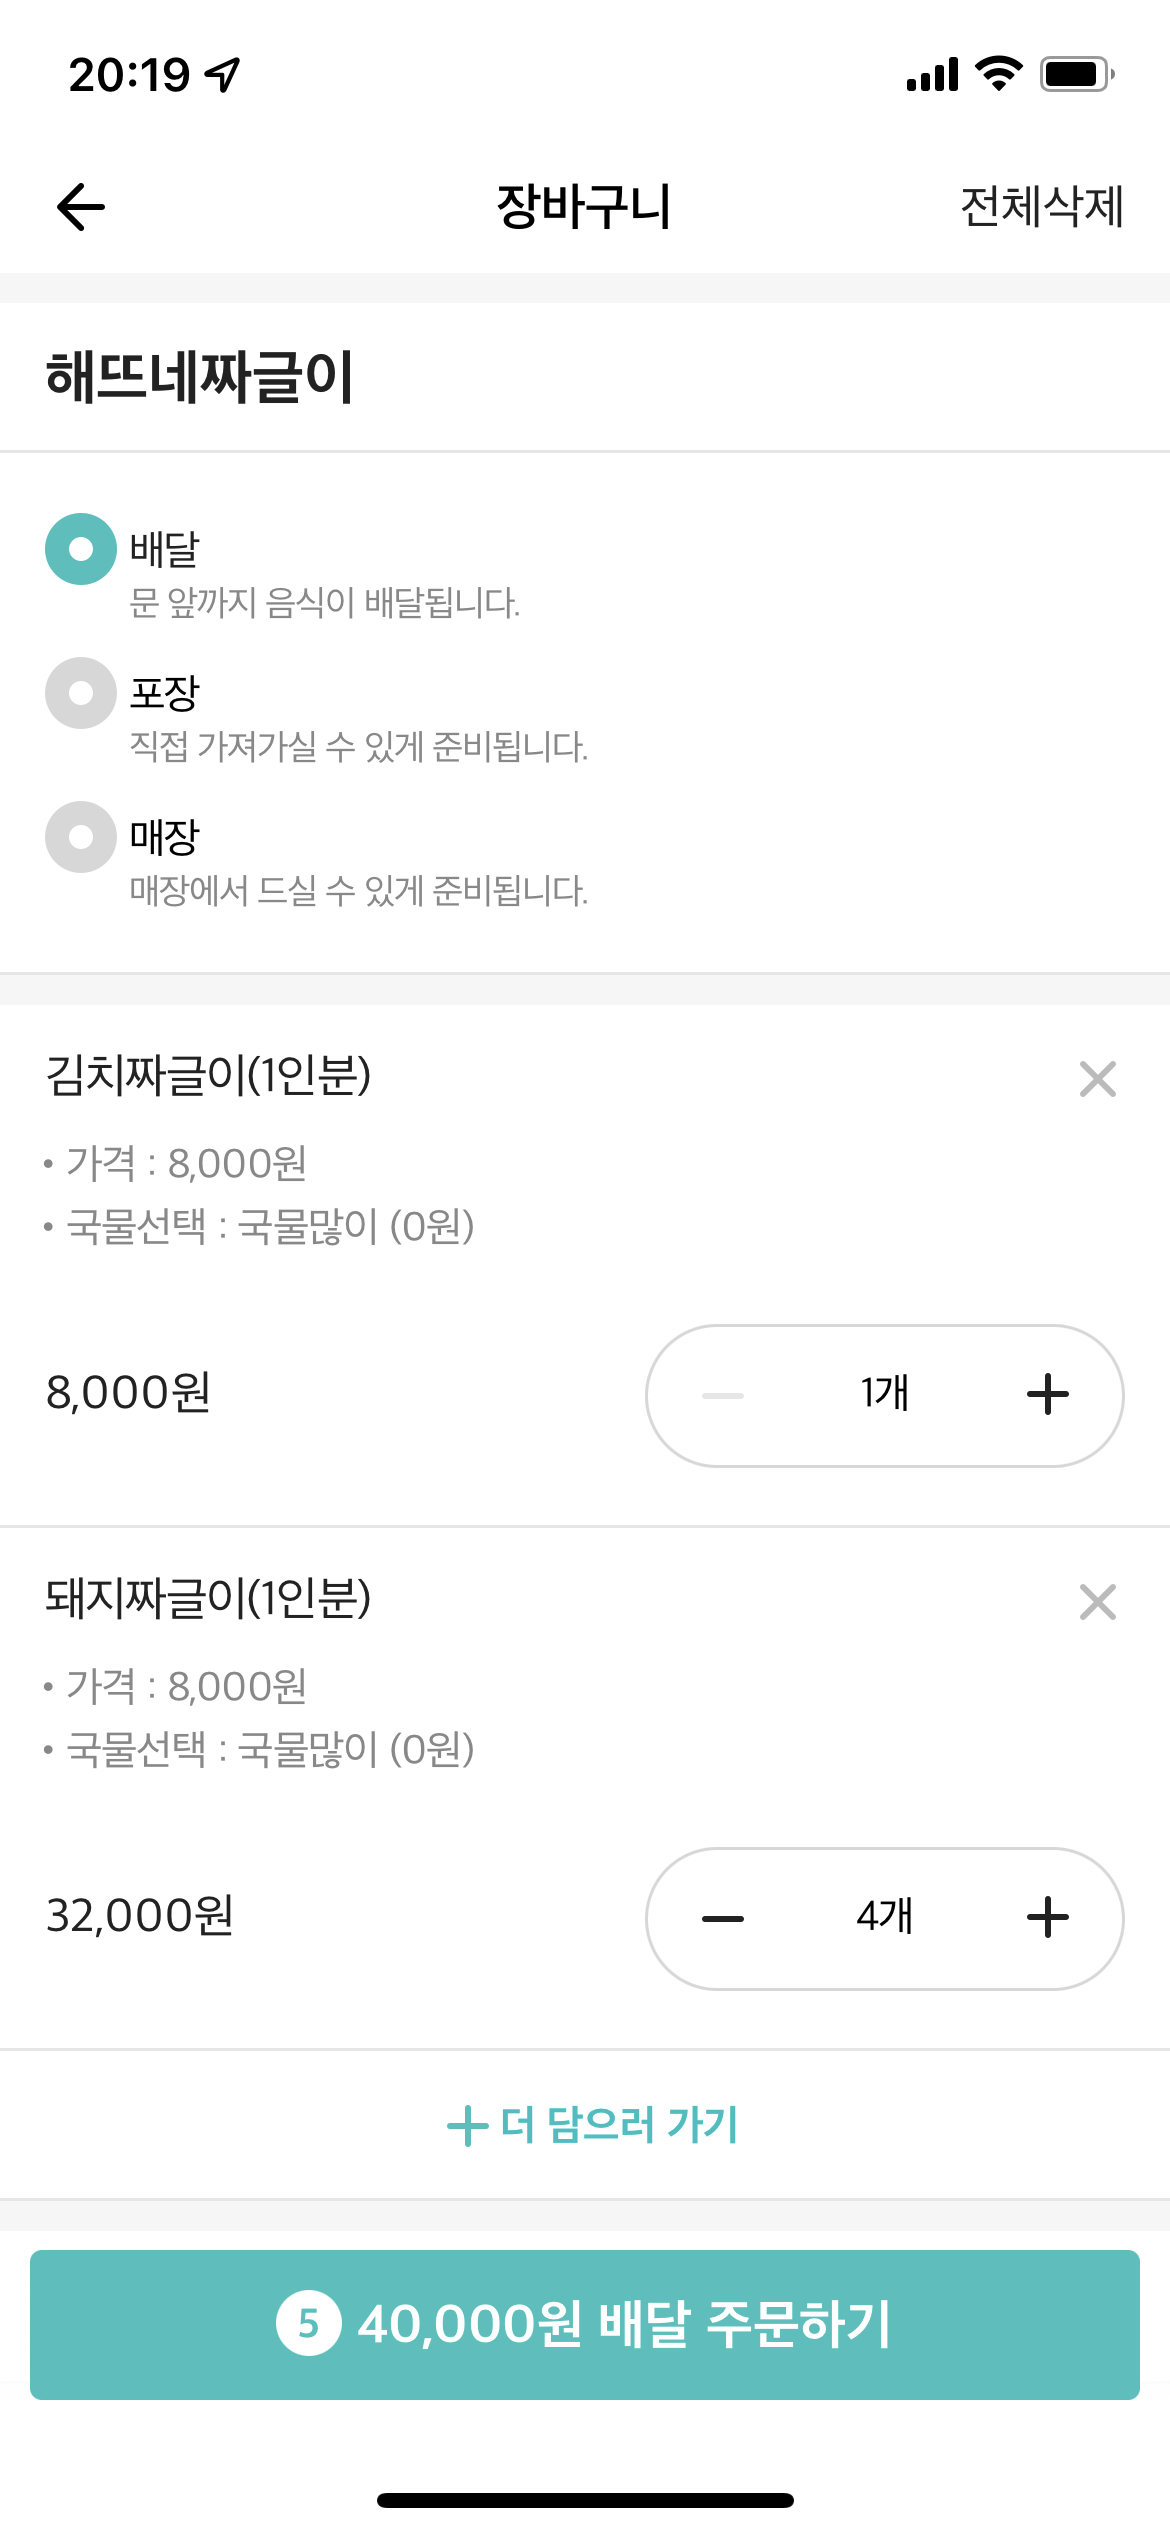 20:19
장바구니
전체삭제
해뜨네짜글이
배달
문 앞까지 음식이 배달됩니다.
포장
직접 가져가실 수 있게 준비됩니다.
매장
매장에서 드실 수 있게 준비됩니다.
김치짜글이(1인분)
• 가격 : 8,000원
• 국물선택 : 국물많이 (0원)
8,000원
1개
돼지짜글이(1인분)
• 가격 : 8,000원
• 국물선택 : 국물많이 (0원)
32,000원
4개
+ 더 담으러 가기
5 40,000원 배달 주문하기